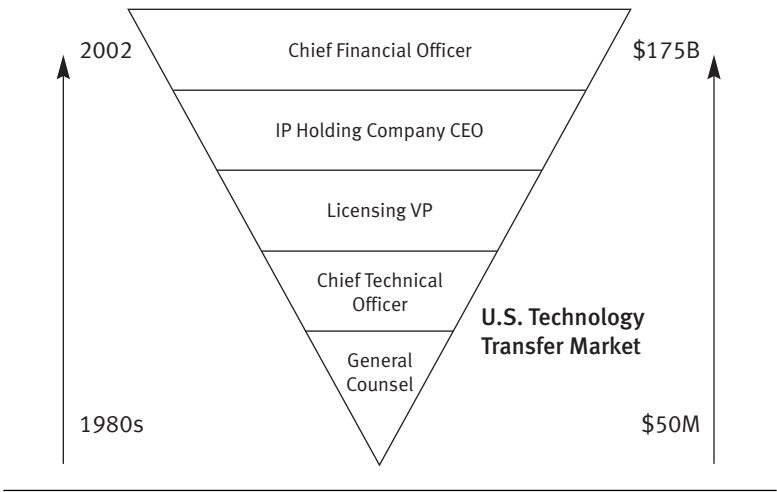 2002
Chief Financial Officer
$175B
IP Holding Company CEO
Licensing VP
Chief Technical
Officer
U.S. Technology
Transfer Market
General
Counsel
1980s
$50M